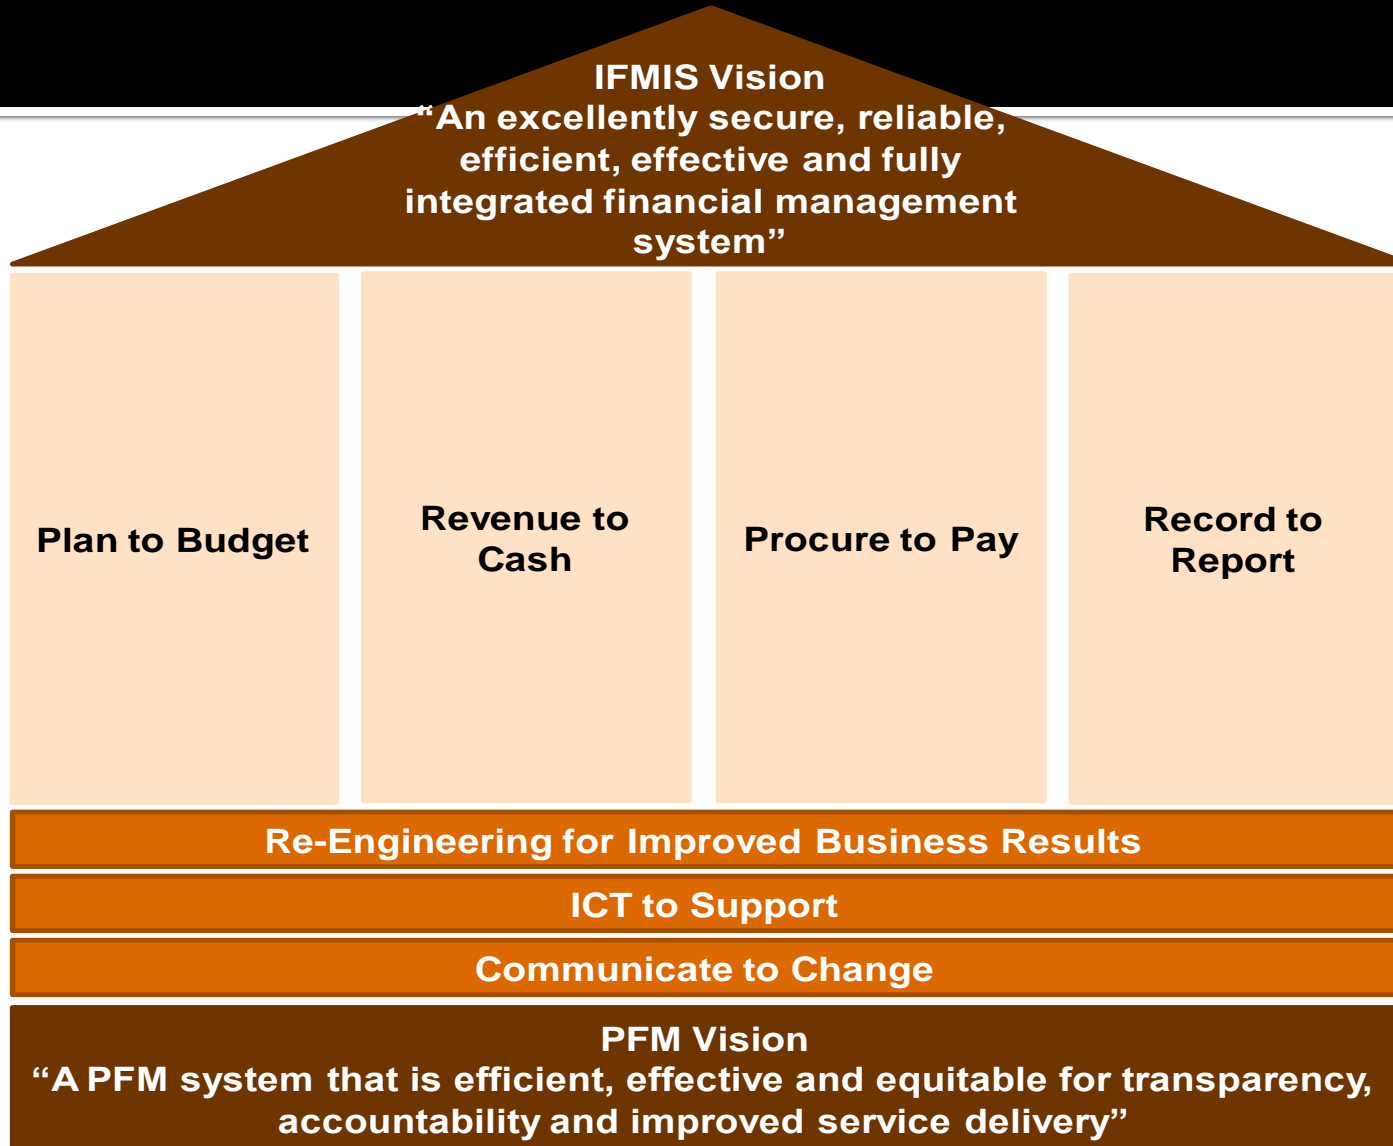 IFMIS Vision
“An excellently secure, reliable,
efficient, effective and fully
integrated financial management
system”
Plan to Budget
Revenue to
Cash
Procure to Pay
Record to
Report
Re-Engineering for Improved Business Results
ICT to Support
Communicate to Change
PFM Vision
“A PFM system that is efficient, effective and equitable for transparency,
accountability and improved service delivery”